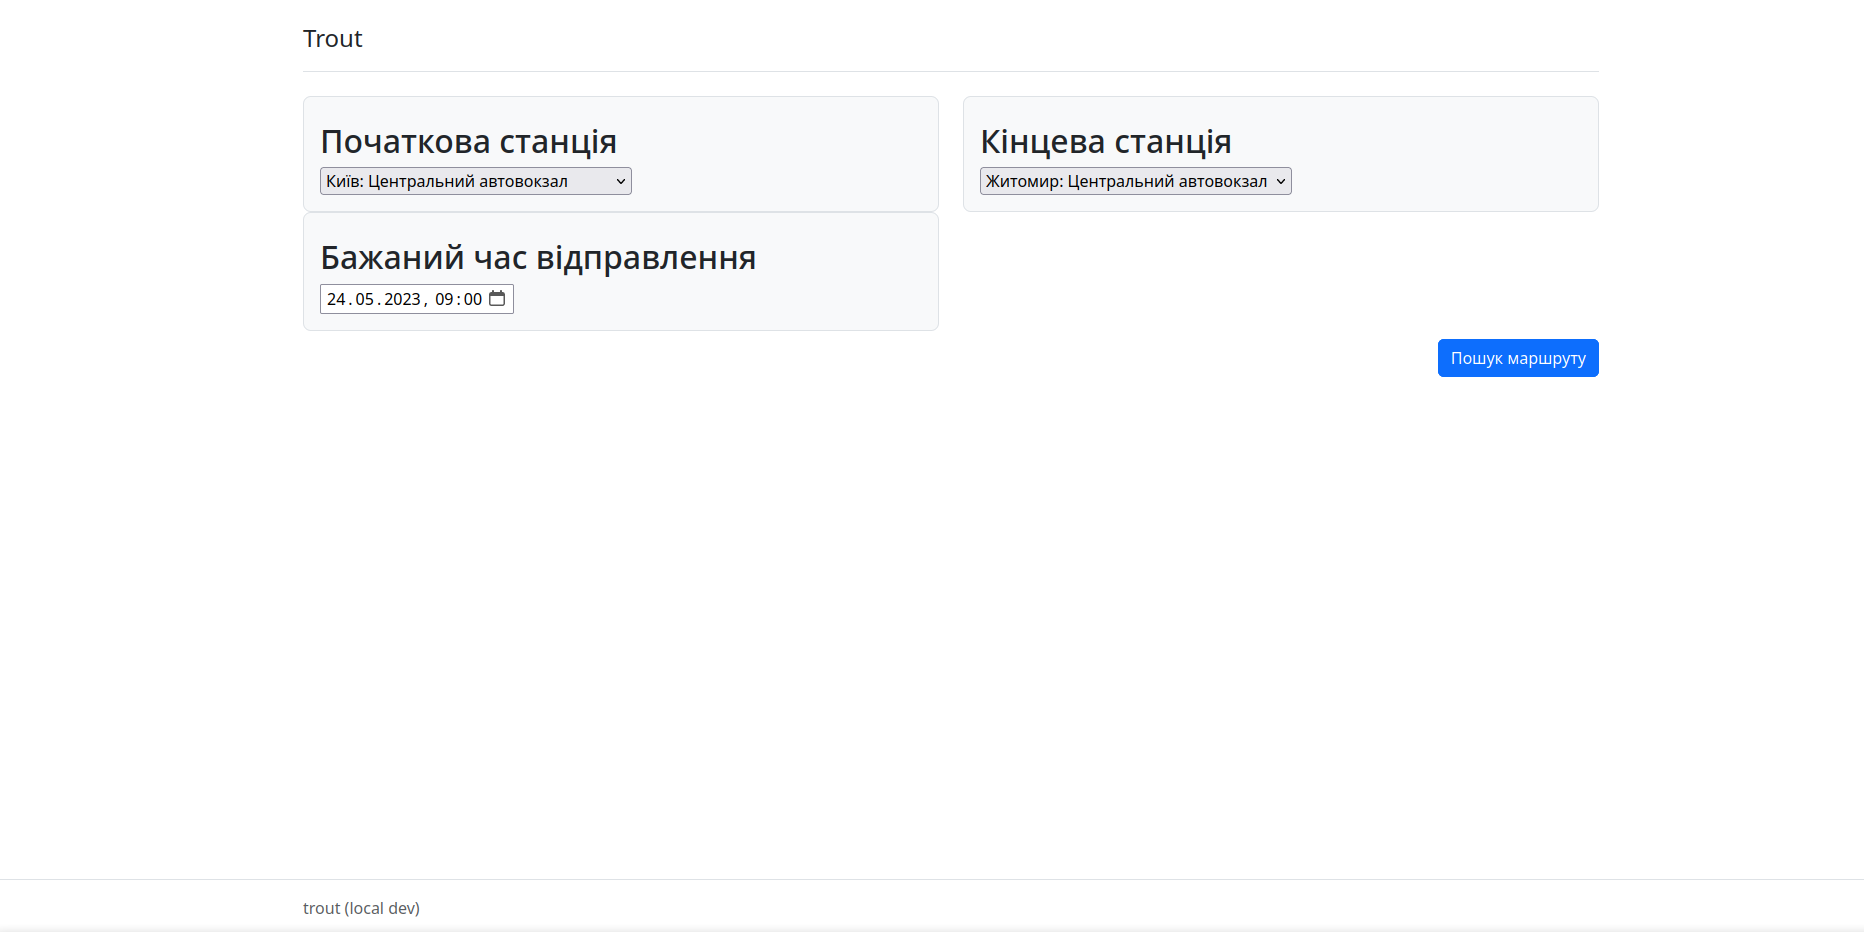 Trout
Початкова станція
Київ: Центральний автовокзал
Кінцева станція
Житомир: Центральний автовокзал
Бажаний час відправлення
24.05.2023, 09:00
Пошук маршруту
trout (local dev)